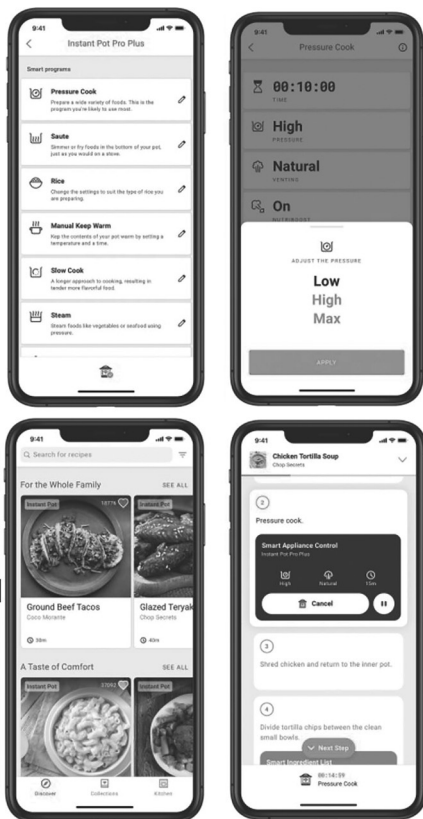 9:41
Instant Pot Pro Plus
Smart programs
Pressure Cook
Prepare a wide variety of foods. This is the
program you're likely to use most.
Saute
Simmer or fry foods in the bottom of your pot,
just as you would on a stove.
Rice
Change the settings to suit the type of rice you
are preparing.
Manual Keep Warm
Kep the contents of your pot warm by setting a
temperature and a time.
Slow Cook
A longer approach to cooking, resulting in
tender more flavorful food.
Steam
Steam foods like vegetables or seafood using
pressure.
9:41
Pressure Cook
00:10:00
TIME
High
PRESSURE
Natural
VENTING
On
NUTRIBOOST
ADJUST THE PRESSURE
Low
High
Max
APPLY
9:41
Search for recipes
For the Whole Family SEE ALL
Instant Pot
Instant Pot
Ground Beef Tacos
Coco Morante
30m
Glazed Teryak
Chop Secrets
40m
A Taste of Comfort SEE ALL
Instant Pot
Instant Pot
Discover Collections Kitchen
9:41
Chicken Tortilla Soup
Chop Secrets
2
Pressure cook.
Smart Appliance Control
Instant Pot Pro Plus
High Natural 15m
Cancel
3
Shred chicken and return to the inner pot.
4
Divide tortilla chips between the clean
small bowls
Next Step
Smart Ingredient List
00:14:59
Pressure Cook